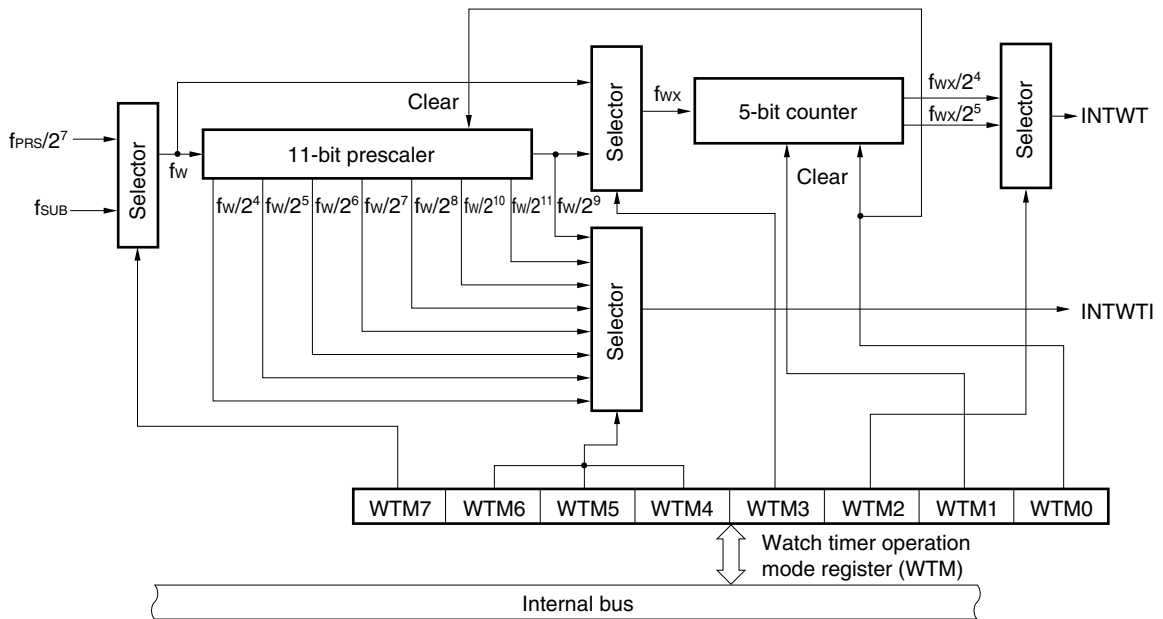 Clear
fPRS/2⁷
fSUB
Selector
fW
11-bit prescaler
fW/2⁴
fW/2⁵
fW/2⁶
fW/2⁷
fW/2⁸
fW/2¹⁰
fW/2¹¹
fW/2⁹
Selector
fWX
5-bit counter
Clear
fWX/2⁴
fWX/2⁵
Selector
INTWT
Selector
INTWTI
WTM7 WTM6 WTM5 WTM4 WTM3 WTM2 WTM1 WTM0
Watch timer operation
mode register (WTM)
Internal bus